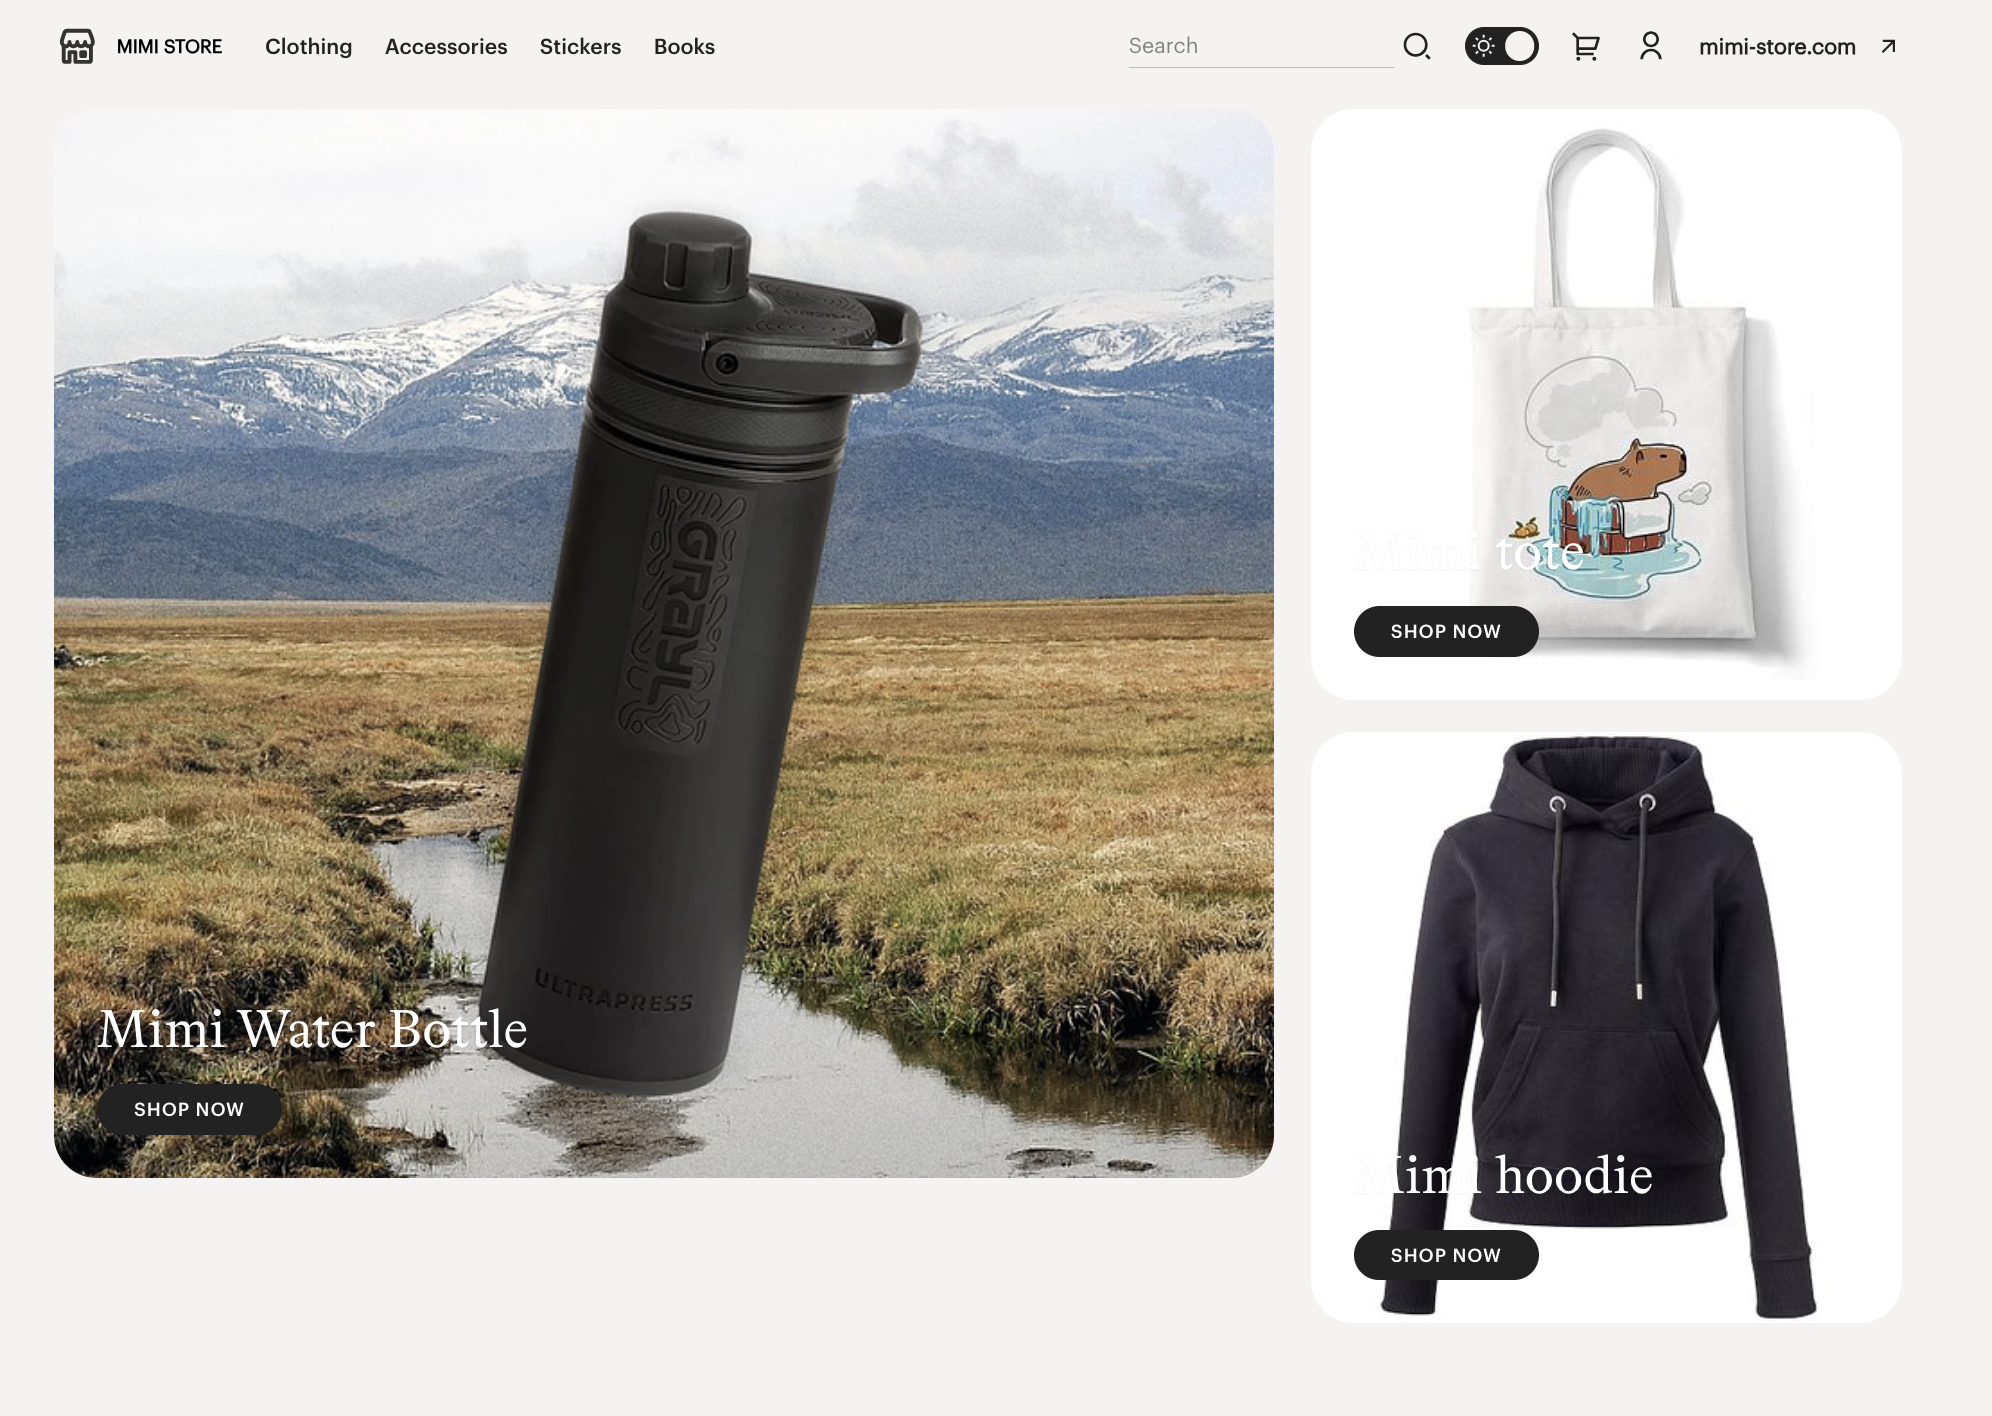 MIMI STORE Clothing Accessories Stickers Books Search mimi-store.com
GRAYL
ULTRAPRESS
Mimi Water Bottle
SHOP NOW
Mimi tote
SHOP NOW
Mimi hoodie
SHOP NOW